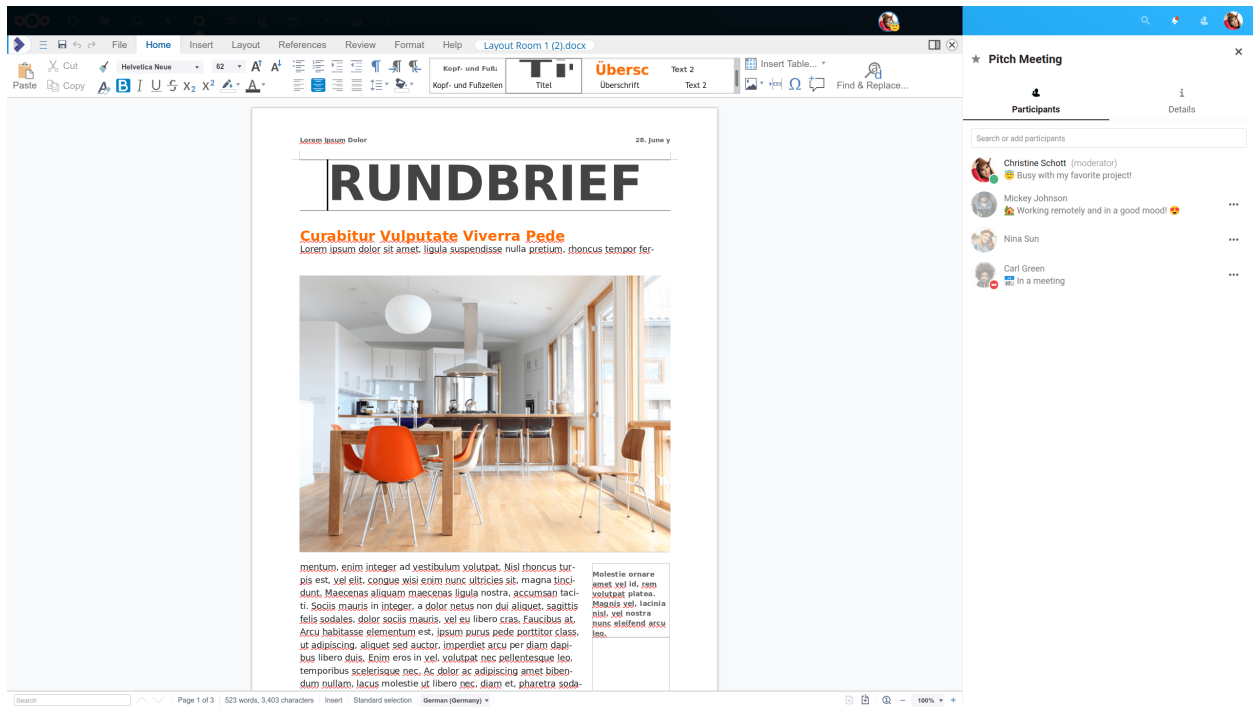 File Home Insert Layout References Review Format Help Layout Room 1 (2).docx
Paste
Cut
Copy
Helvetica Neue 62
Kopf- und Fuß
Kopf- und Fußzeilen
Titel
Übersc
Überschrift
Text 2
Text 2
Insert Table...
Find & Replace...
Lorem Ipsum Dolor 28. June y
RUNDBRIEF
Curabitur Vulputate Viverra Pede
Lorem ipsum dolor sit amet, ligula suspendisse nulla pretium, rhoncus tempor fer-
mentum, enim integer ad vestibulum volutpat. Nisl rhoncus tur-
pis est, vel elit, congue wisi enim nunc ultricies sit, magna tinci-
dunt. Maecenas aliquam maecenas ligula nostra, accumsan taci-
ti. Sociis mauris in integer, a dolor netus non dui aliquet, sagittis
felis sodales, dolor sociis mauris, vel eu libero cras. Faucibus at.
Arcu habitasse elementum est, ipsum purus pede porttitor class,
ut adipiscing, aliquet sed auctor, imperdiet arcu per diam dapi-
bus libero duis. Enim eros in vel, volutpat nec pellentesque leo,
temporibus scelerisque nec. Ac dolor ac adipiscing amet biben-
dum nullam, lacus molestie ut libero nec, diam et, pharetra soda-
Molestie ornare
amet vel id, rem
volutpat platea.
Magnis vel, lacinia
nisl, vel nostra
nunc eleifend arcu
leo.
Search Page 1 of 3 523 words, 3,403 characters Insert Standard selection German (Germany) 100%
Pitch Meeting
Participants
Details
Search or add participants
Christine Schott (moderator)
😇 Busy with my favorite project!
Mickey Johnson
🏡 Working remotely and in a good mood! 😍
Nina Sun
Carl Green
📅 In a meeting